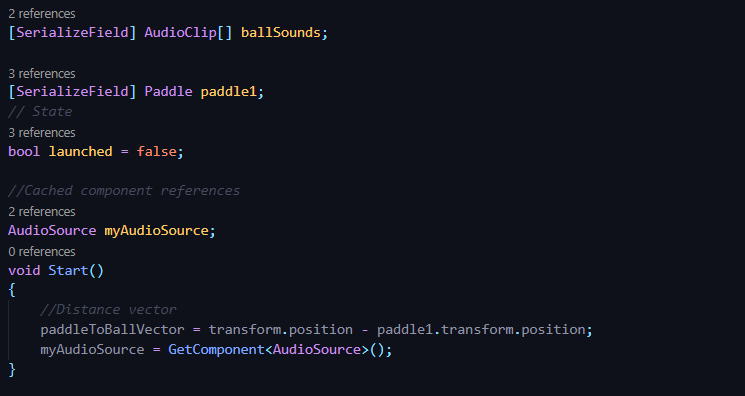 2 references
[SerializeField] AudioClip[] ballSounds;
3 references
[SerializeField] Paddle paddle1;
// State
3 references
bool launched = false;
//Cached component references
2 references
AudioSource myAudioSource;
0 references
void Start()
{
//Distance vector
paddleToBallVector = transform.position - paddle1.transform.position;
myAudioSource = GetComponent<AudioSource>();
}